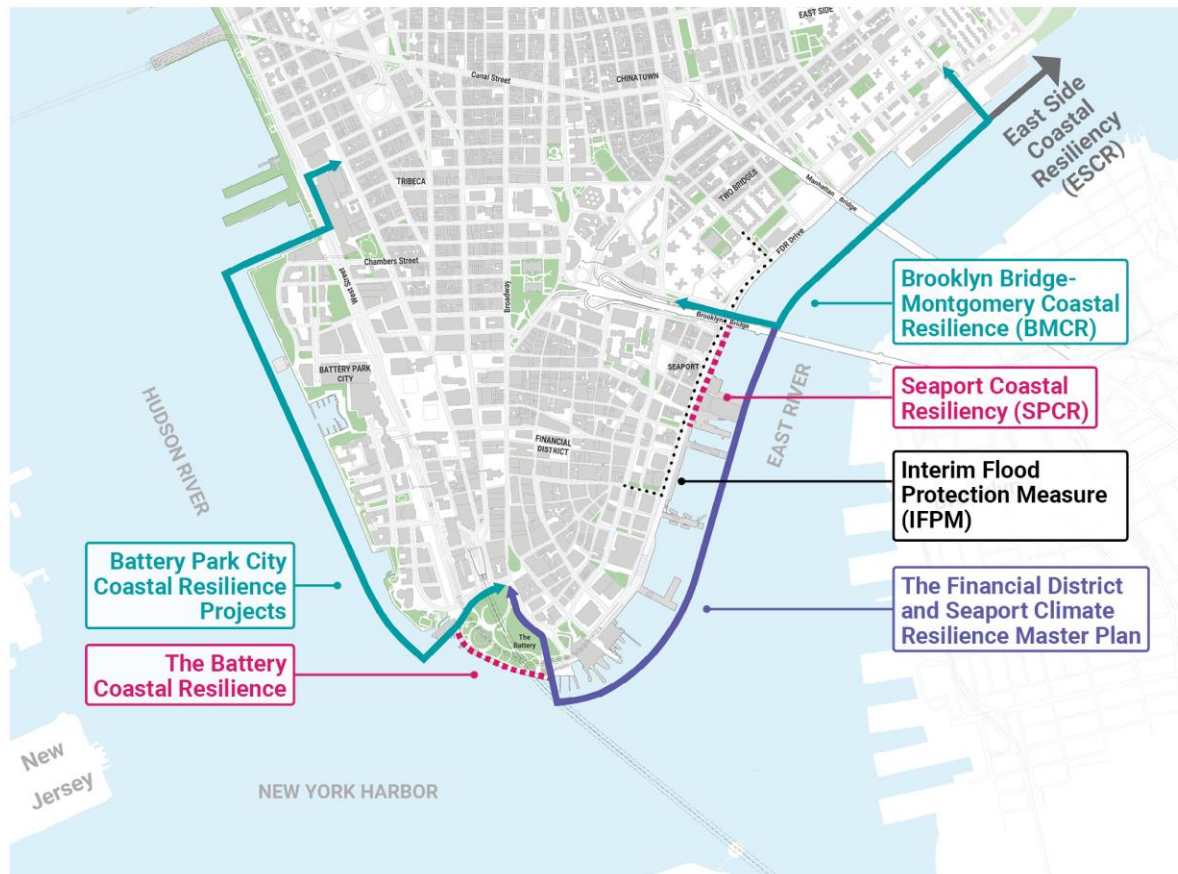 EAST SIDE
Canal Street
CHINATOWN
East Side
Coastal
Resiliency
(ESCR)
Manhattan Bridge
TRIBECA
TWO BRIDGES
FDR Drive
Chambers Street
West Street
Broadway
Brooklyn Bridge
Brooklyn Bridge-
Montgomery Coastal
Resilience (BMCR)
SEAPORT
BATTERY PARK
CITY
Seaport Coastal
Resiliency (SPCR)
HUDSON RIVER
EAST RIVER
FINANCIAL
DISTRICT
Interim Flood
Protection Measure
(IFPM)
Battery Park City
Coastal Resilience
Projects
The Financial District
and Seaport Climate
Resilience Master Plan
The
Battery
The Battery
Coastal Resilience
New
Jersey
NEW YORK HARBOR